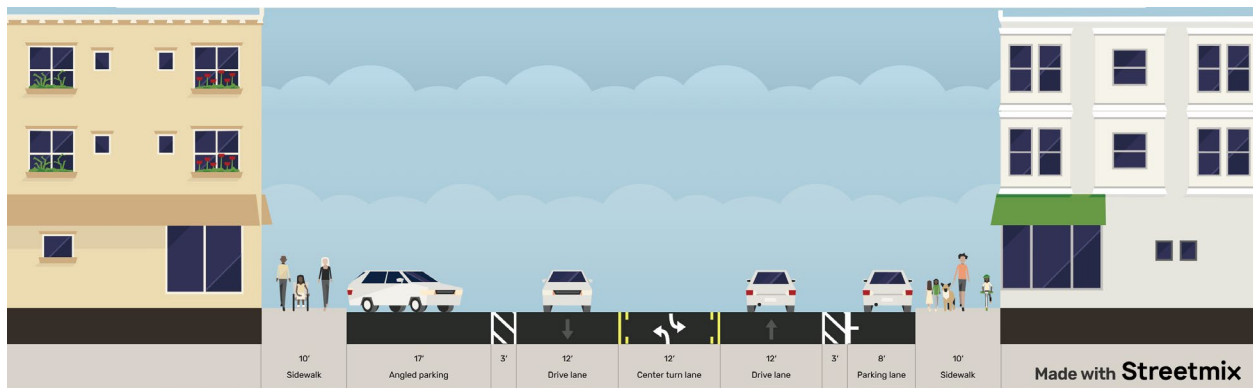 10'
Sidewalk
17'
Angled parking
3'
12'
Drive lane
12'
Center turn lane
12'
Drive lane
3'
8'
Parking lane
10'
Sidewalk
Made with Streetmix